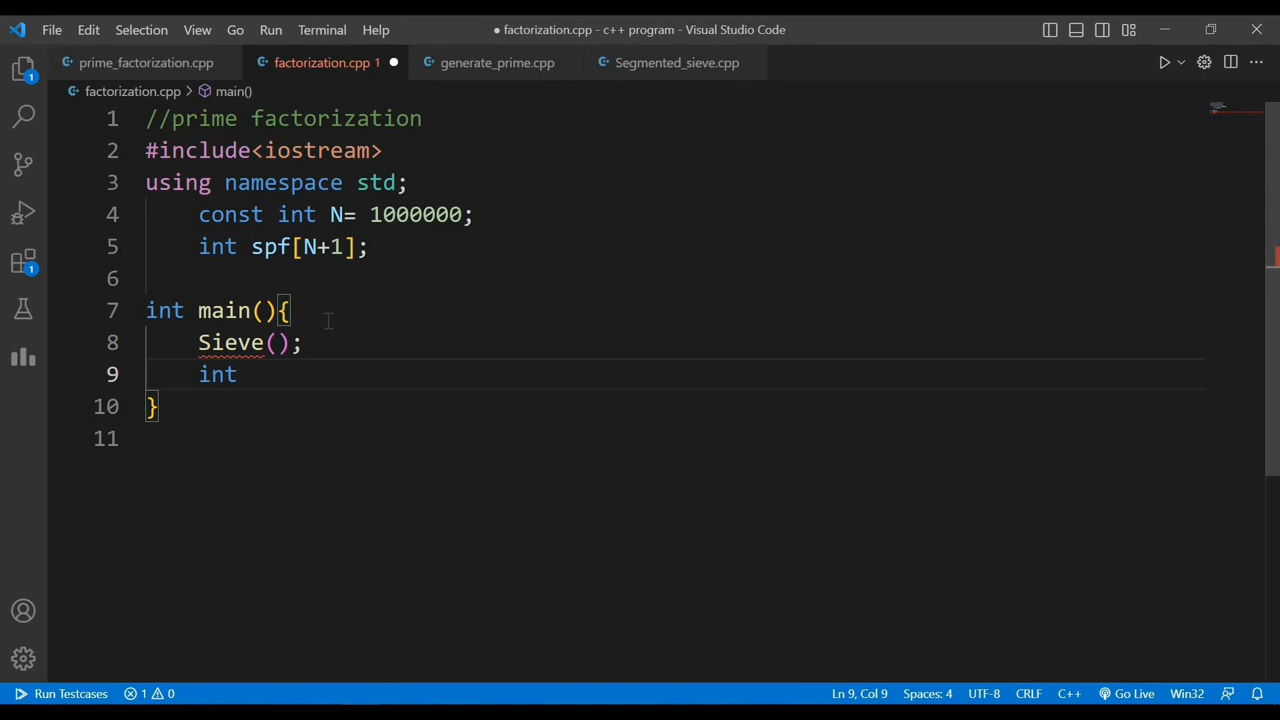 File Edit Selection View Go Run Terminal Help ● factorization.cpp - c++ program - Visual Studio Code
prime_factorization.cpp factorization.cpp 1 generate_prime.cpp Segmented_sieve.cpp
factorization.cpp > main()
1 //prime factorization
2 #include<iostream>
3 using namespace std;
4 const int N= 1000000;
5 int spf[N+1];
6
7 int main(){
8 Sieve();
9 int
10 }
11
1
1
Run Testcases 1 0 Ln 9, Col 9 Spaces: 4 UTF-8 CRLF C++ Go Live Win32